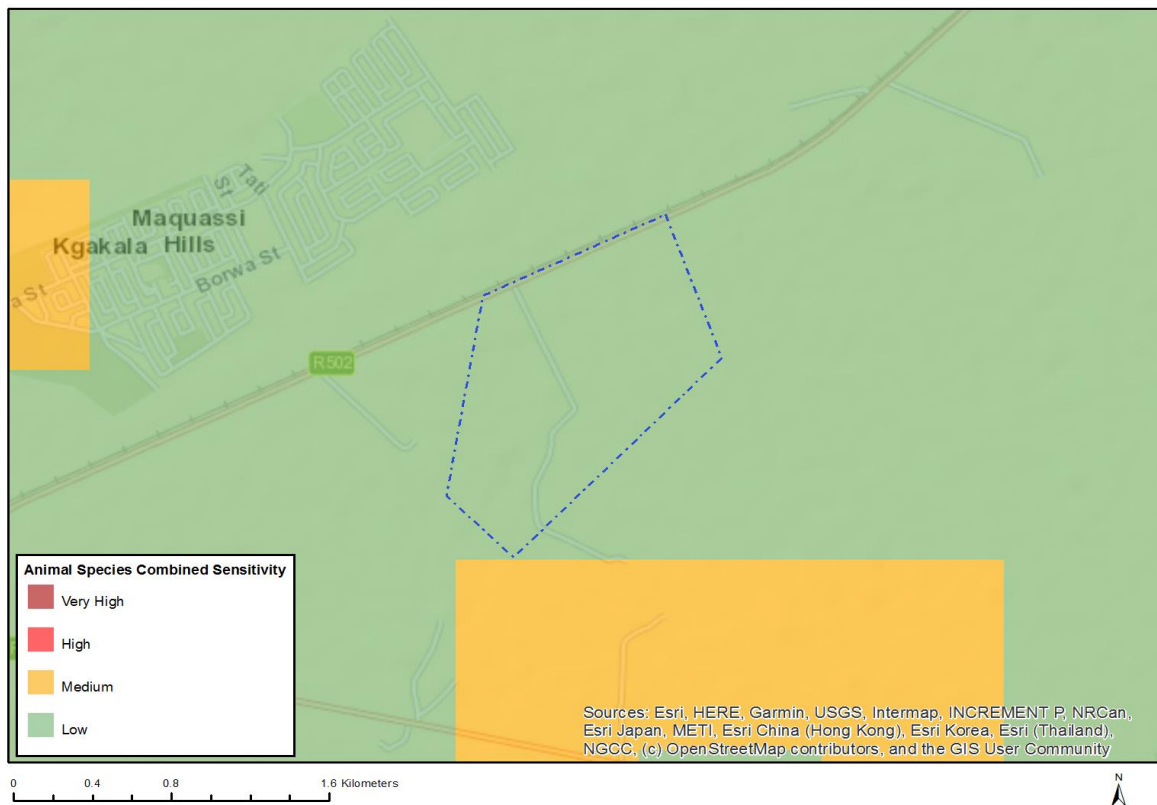 Tati
St
Maquassi
Kgakala Hills
Borwa St
a St
R502
Animal Species Combined Sensitivity
Very High
High
Medium
Low
Sources: Esri, HERE, Garmin, USGS, Intermap, INCREMENT P, NRCan,
Esri Japan, METI, Esri China (Hong Kong), Esri Korea, Esri (Thailand),
NGCC, (c) OpenStreetMap contributors, and the GIS User Community
0 0.4 0.8 1.6 Kilometers
N